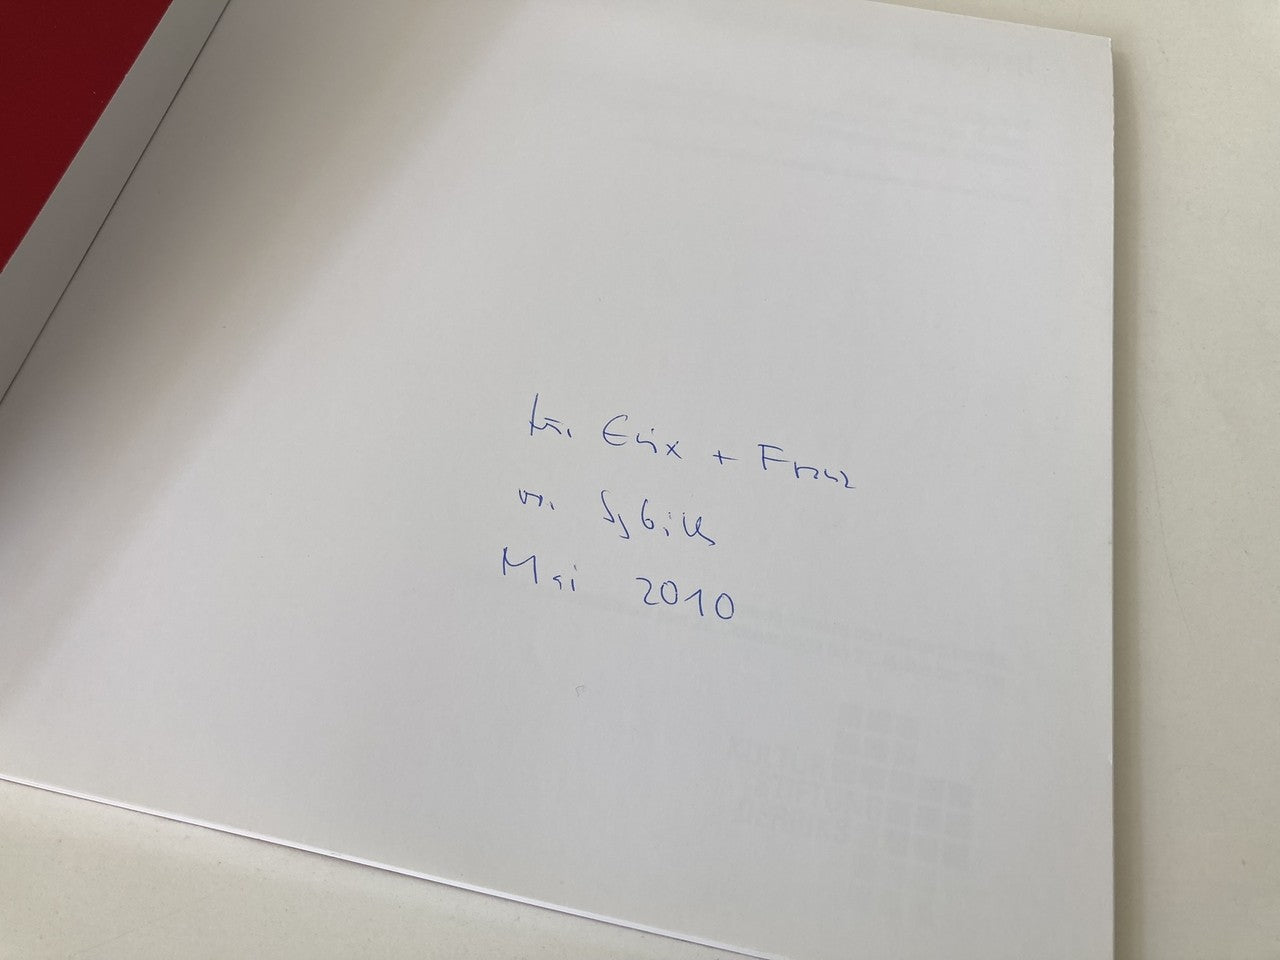 für Erix + Franz
von Sybille
Mai 2010